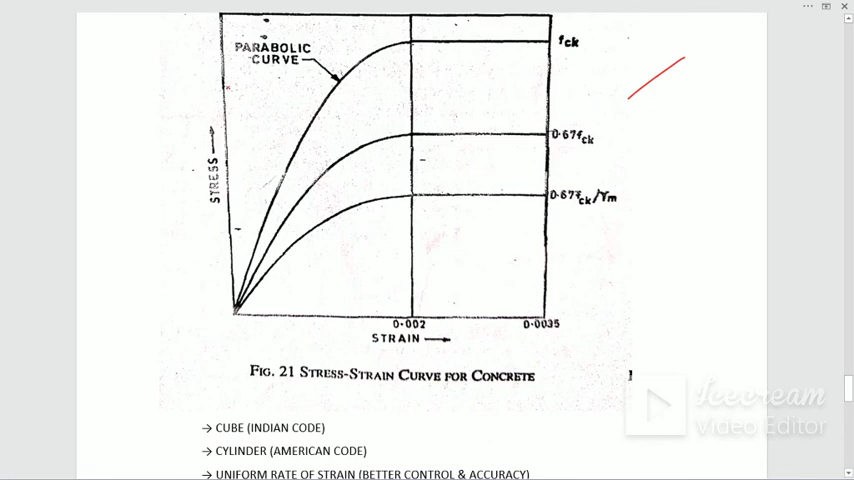 PARABOLIC
CURVE
fck
0·67fck
0·67fck/γm
STRESS
0·002
0·0035
STRAIN
FIG. 21 STRESS-STRAIN CURVE FOR CONCRETE
→ CUBE (INDIAN CODE)
→ CYLINDER (AMERICAN CODE)
→ UNIFORM RATE OF STRAIN (BETTER CONTROL & ACCURACY)
Icecream
Video Editor